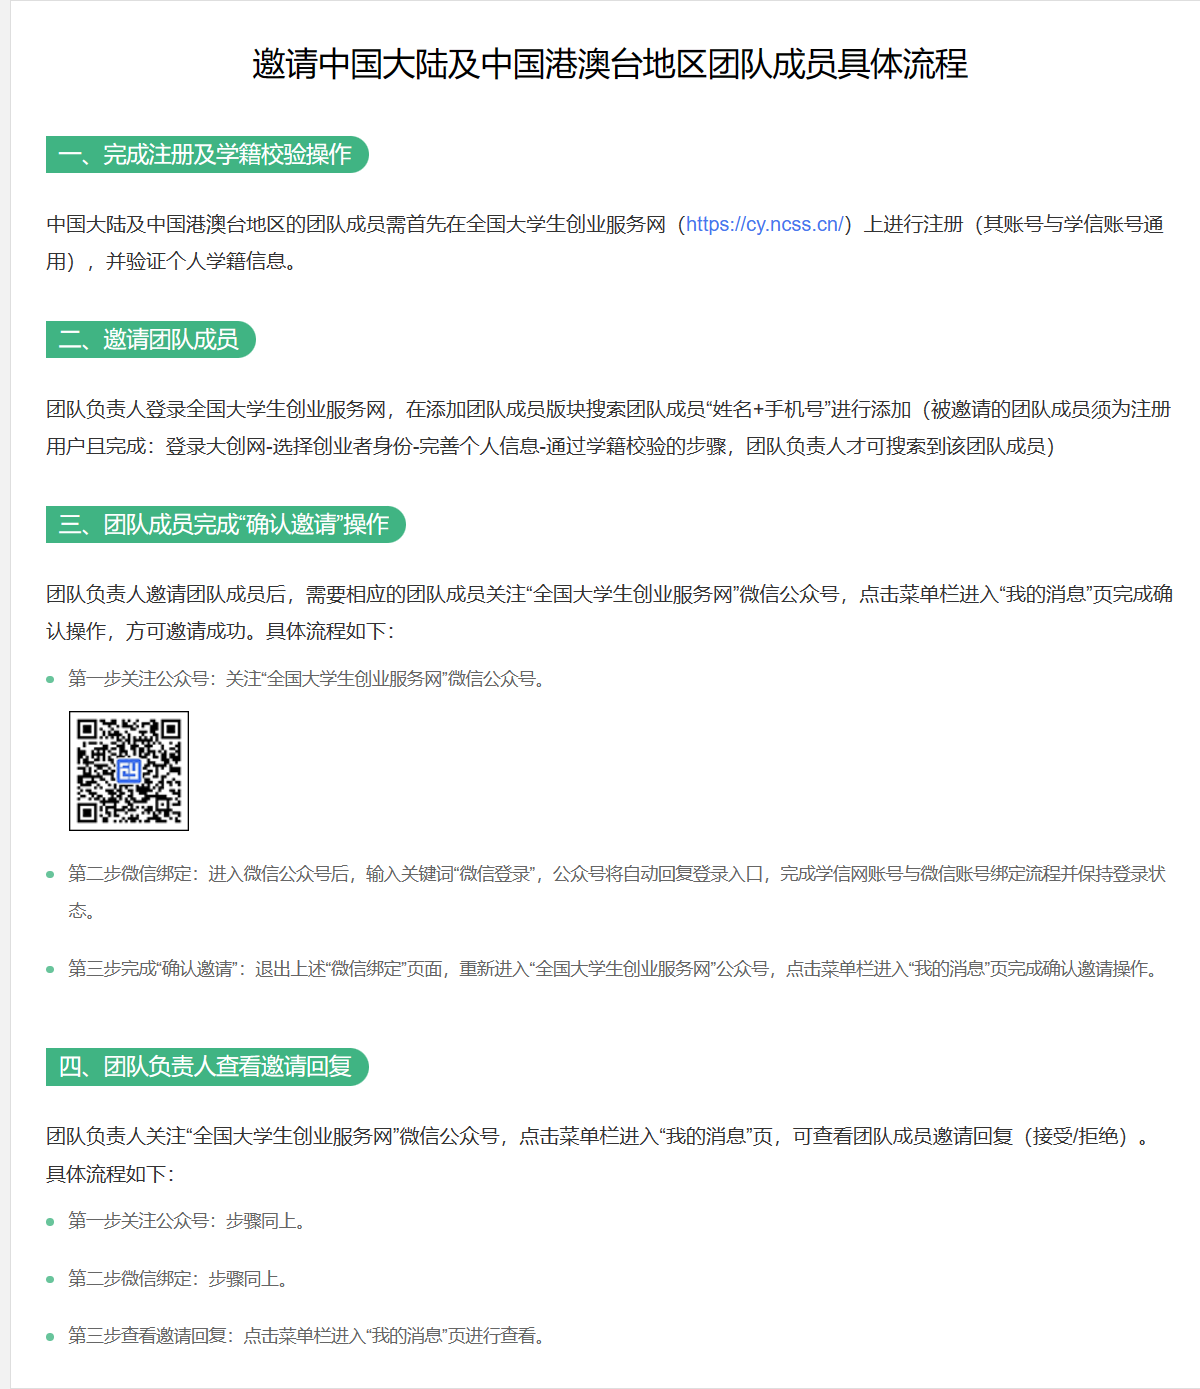 邀请中国大陆及中国港澳台地区团队成员具体流程
一、完成注册及学籍校验操作
中国大陆及中国港澳台地区的团队成员需首先在全国大学生创业服务网（https://cy.ncss.cn/）上进行注册（其账号与学信账号通
用），并验证个人学籍信息。
二、邀请团队成员
团队负责人登录全国大学生创业服务网，在添加团队成员版块搜索团队成员“姓名+手机号”进行添加（被邀请的团队成员须为注册
用户且完成：登录大创网-选择创业者身份-完善个人信息-通过学籍校验的步骤，团队负责人才可搜索到该团队成员）
三、团队成员完成“确认邀请”操作
团队负责人邀请团队成员后，需要相应的团队成员关注“全国大学生创业服务网”微信公众号，点击菜单栏进入“我的消息”页完成确
认操作，方可邀请成功。具体流程如下：
第一步关注公众号：关注“全国大学生创业服务网”微信公众号。
第二步微信绑定：进入微信公众号后，输入关键词“微信登录”，公众号将自动回复登录入口，完成学信网账号与微信账号绑定流程并保持登录状
态。
第三步完成“确认邀请”：退出上述“微信绑定”页面，重新进入“全国大学生创业服务网”公众号，点击菜单栏进入“我的消息”页完成确认邀请操作。
四、团队负责人查看邀请回复
团队负责人关注“全国大学生创业服务网”微信公众号，点击菜单栏进入“我的消息”页，可查看团队成员邀请回复（接受/拒绝）。
具体流程如下：
第一步关注公众号：步骤同上。
第二步微信绑定：步骤同上。
第三步查看邀请回复：点击菜单栏进入“我的消息”页进行查看。